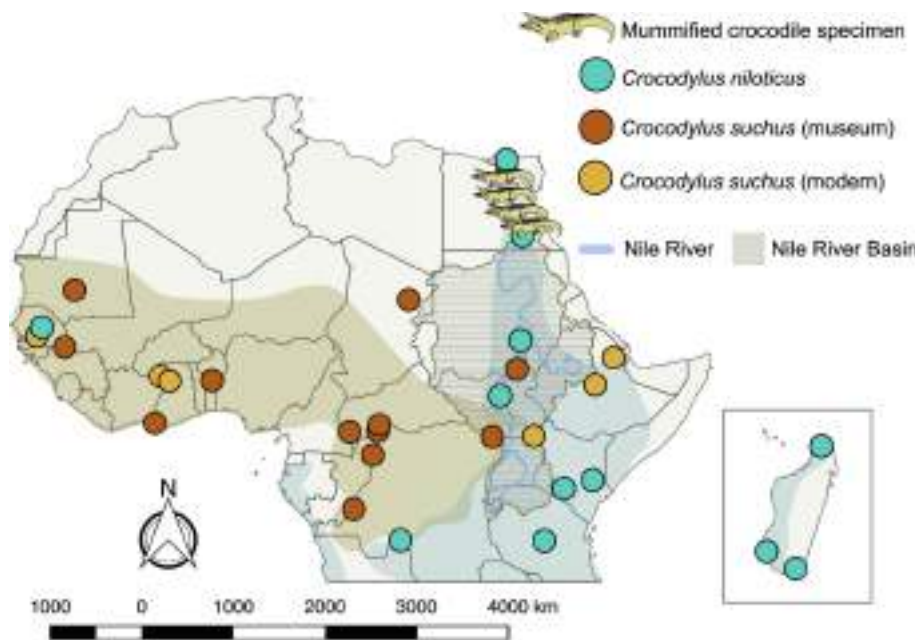 Mummified crocodile specimen
Crocodylus niloticus
Crocodylus suchus (museum)
Crocodylus suchus (modern)
Nile River
Nile River Basin
N
1000 0 1000 2000 3000 4000 km